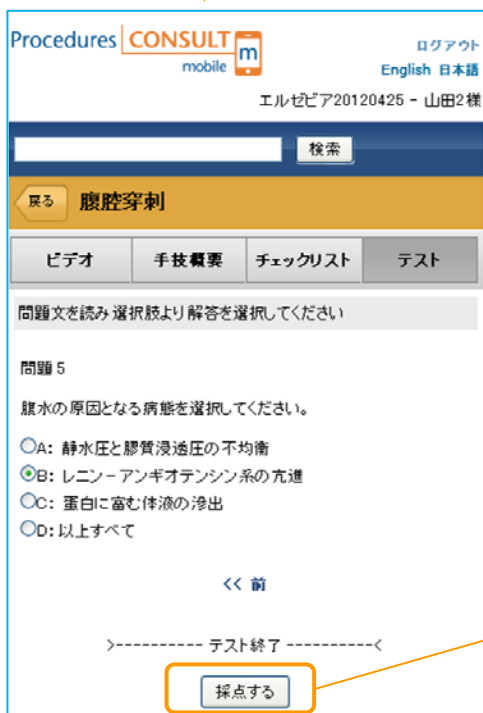 Procedures CONSULT m
mobile
ログアウト
English 日本語
エルゼビア20120425 - 山田2様
検索
戻る 腹腔穿刺
ビデオ 手技概要 チェックリスト テスト
問題文を読み 選択肢より解答を選択してください
問題 5
腹水の原因となる病態を選択してください。
A: 静水圧と膠質浸透圧の不均衡
B: レニン－アンギオテンシン系の亢進
C: 蛋白に富む体液の滲出
D: 以上すべて
<< 前
>---------- テスト終了 ----------<
採点する